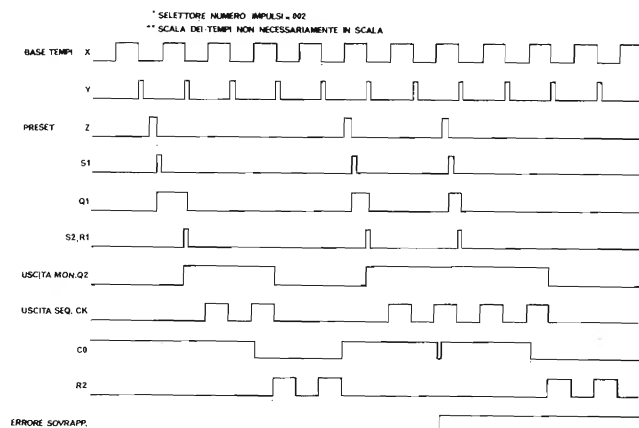 * SELETTORE NUMERO IMPULSI = 002
** SCALA DEI TEMPI NON NECESSARIAMENTE IN SCALA
BASE TEMPI X
Y
PRESET Z
S1
Q1
S2,R1
USCITA MON.Q2
USCITA SEQ. CK
C0
R2
ERRORE SOVRAPP.